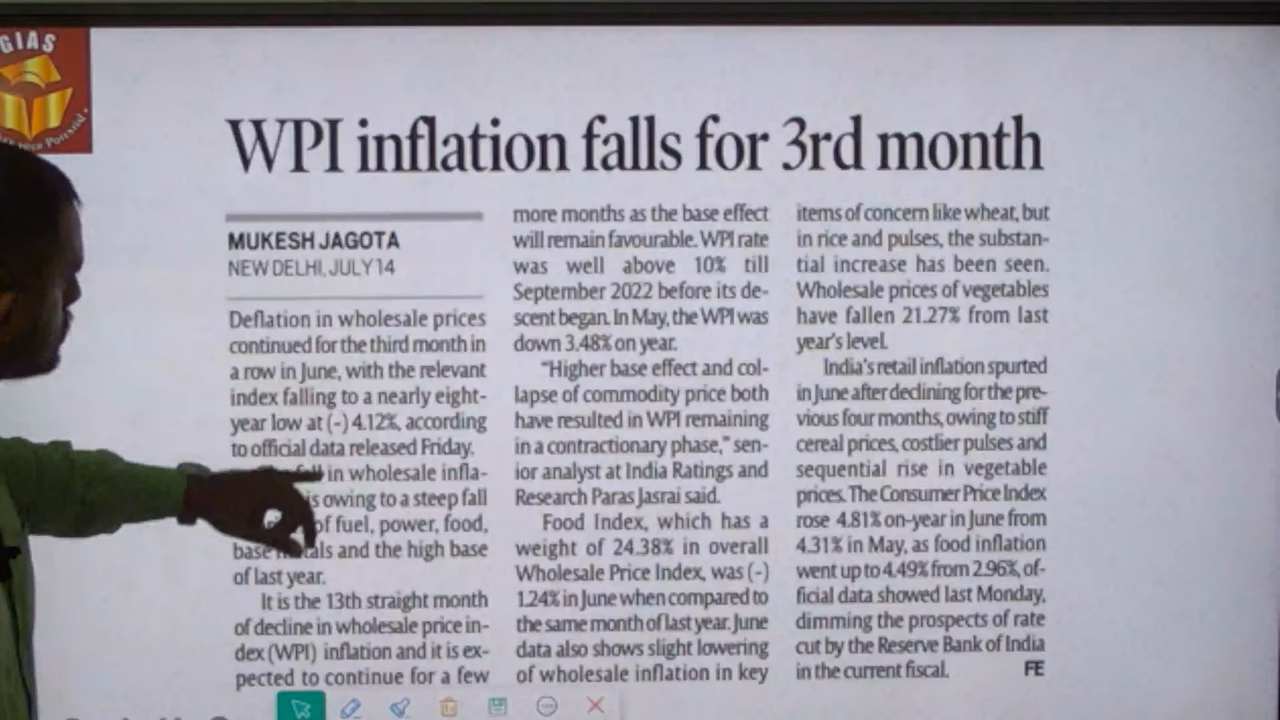 GIAS
WPI inflation falls for 3rd month
MUKESH JAGOTA
NEW DELHI, JULY 14
Deflation in wholesale prices
continued for the third month in
a row in June, with the relevant
index falling to a nearly eight-
year low at (-) 4.12%, according
to official data released Friday.
in wholesale infla-
is owing to a steep fall
of fuel, power, food,
base and the high base
of last year.
It is the 13th straight month
of decline in wholesale price in-
dex (WPI) inflation and it is ex-
pected to continue for a few
more months as the base effect
will remain favourable. WPI rate
was well above 10% till
September 2022 before its de-
scent began. In May, the WPI was
down 3.48% on year.
"Higher base effect and col-
lapse of commodity price both
have resulted in WPI remaining
in a contractionary phase," sen-
ior analyst at India Ratings and
Research Paras Jasrai said.
Food Index, which has a
weight of 24.38% in overall
Wholesale Price Index, was (-)
1.24% in June when compared to
the same month of last year. June
data also shows slight lowering
of wholesale inflation in key
items of concern like wheat, but
in rice and pulses, the substan-
tial increase has been seen.
Wholesale prices of vegetables
have fallen 21.27% from last
year's level.
India's retail inflation spurted
in June after declining for the pre-
vious four months, owing to stiff
cereal prices, costlier pulses and
sequential rise in vegetable
prices. The Consumer Price Index
rose 4.81% on-year in June from
4.31% in May, as food inflation
went up to 4.49% from 2.96%, of-
ficial data showed last Monday,
dimming the prospects of rate
cut by the Reserve Bank of India
in the current fiscal. FE